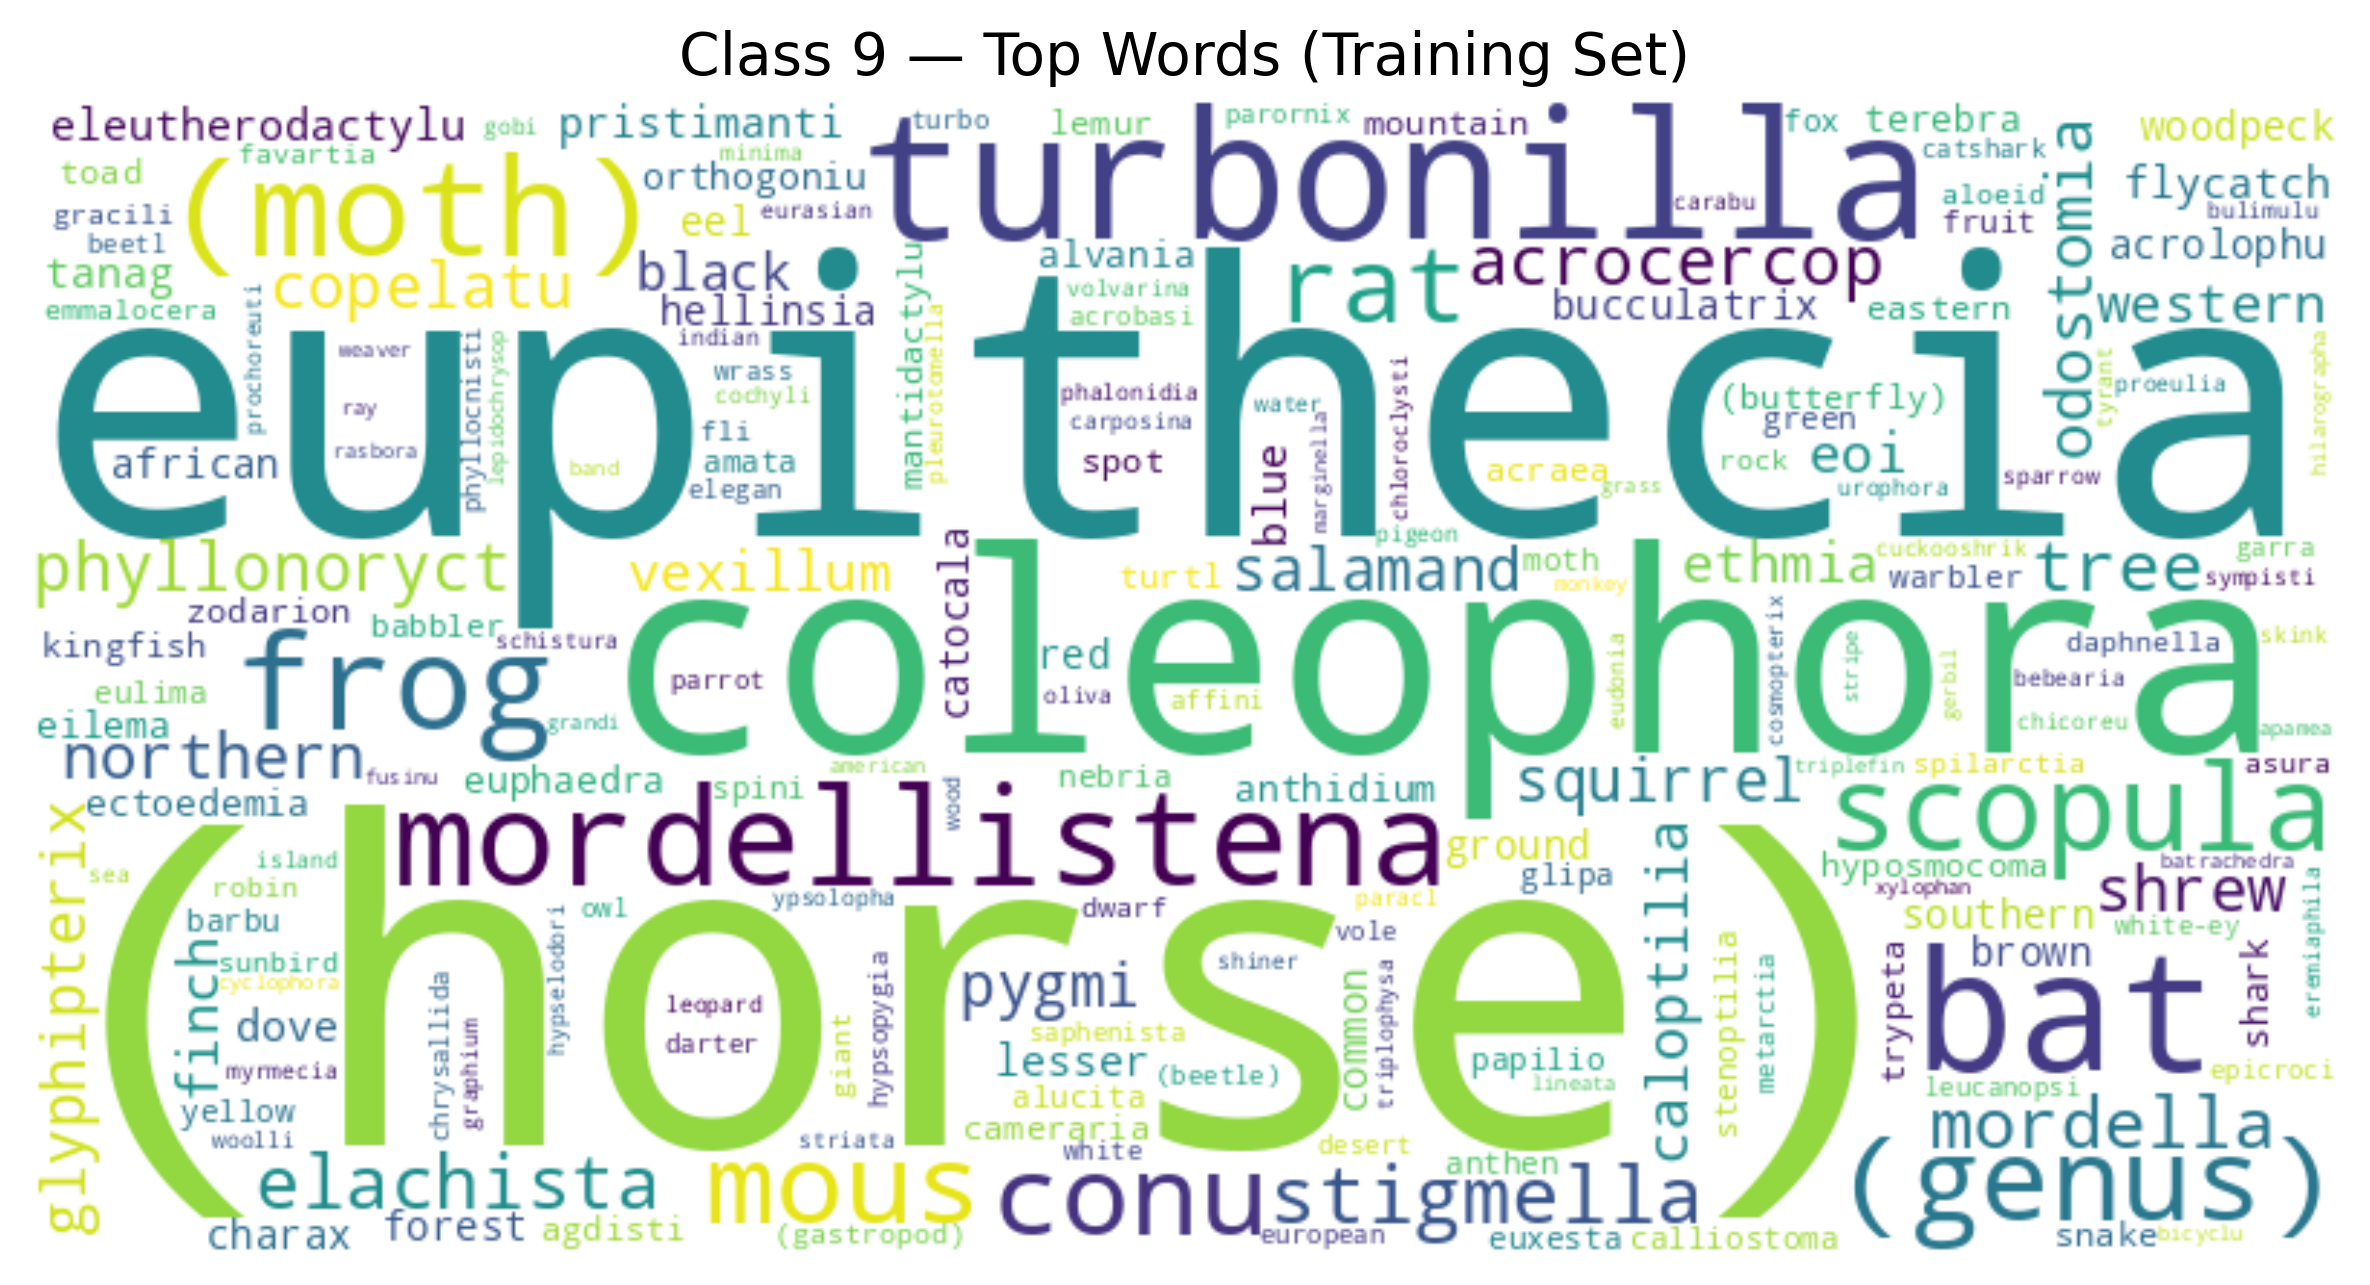 Class 9 — Top Words (Training Set)
eleutherodactylu
gobi
pristimanti
turbo
lemur
parornix
mountain
fox
terebra
woodpeck
toad
favartia
minima
turbonilla
catshark
(moth)
orthogoniu
odostomia
flycatch
gracili
eel
eurasian
carabu
aloeid
fruit
bulimulu
beetl
acrolophu
tanag
copelatu
black
mantidactylu
alvania
rat
acrocercop
emmalocera
hellinsia
volvarina
acrobasi
bucculatrix
eastern
western
prochoreuti
indian
pleurotomella
eupithecia
weaver
phyllocnisti
lepidochrysop
wrass
cochyli
phalonidia
water
chloroclysti
(butterfly)
tyrant
proeulia
hilarographa
ray
carposina
marginella
green
rasbora
fli
african
band
amata
spot
blue
acraea
rock
eoi
sparrow
elegan
grass
urophora
pigeon
phyllonoryct
vexillum
catocala
turtl
salamand
moth
monkey
ethmia
cuckooshrik
warbler
tree
garra
sympisti
zodarion
babbler
schistura
coleophora
kingfish
frog
parrot
red
eudonia
cosmopterix
stripe
gerbil
daphnella
skink
eulima
oliva
affini
bebearia
eilema
grandi
chicoreu
apamea
northern
fusinu
euphaedra
spini
american
wood
nebria
anthidium
squirrel
triplefin
spilarctia
asura
ectoedemia
mordellistena
scopula
glyphipterix
ground
caloptilia
sea
island
glipa
hyposmocoma
batrachedra
robin
xylophan
shrew
(horse)
barbu
owl
ypsolopha
dwarf
paracl
southern
white-ey
eremiaphila
finch
sunbird
hypselodori
vole
brown
shark
cyclophora
chrysallida
hypsopygia
pygmi
shiner
common
triplophysa
stenoptilia
metarctia
trypeta
bat
dove
graphium
leopard
darter
giant
saphenista
lesser
(beetle)
papilio
lineata
myrmecia
epicroci
yellow
alucita
leucanopsi
woolli
striata
cameraria
white
desert
mordella
elachista
mous
conu
anthen
stigmella
(genus)
charax
forest
agdisti
(gastropod)
european
euxesta
calliostoma
snake
bicyclu